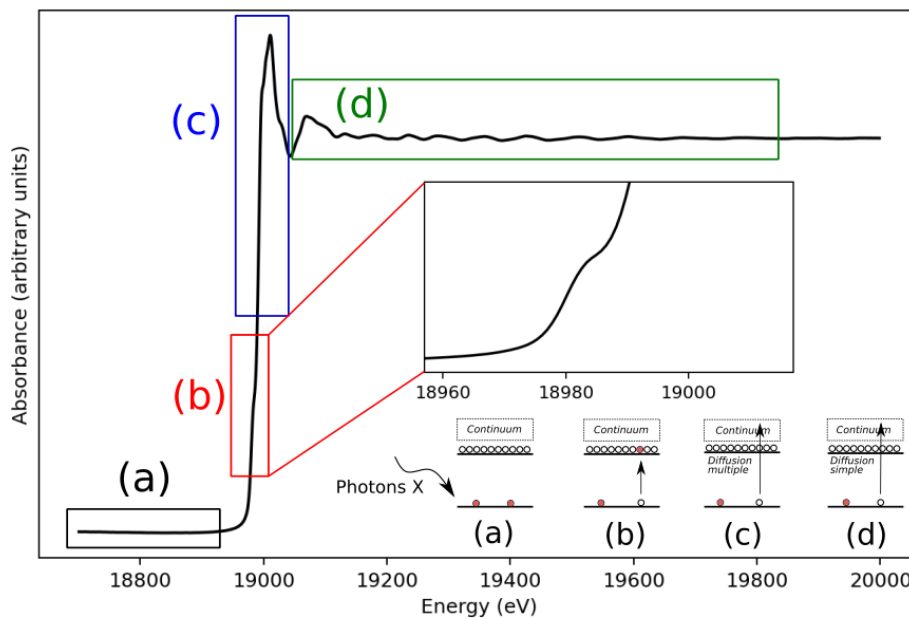 (c)
(d)
(b)
(a)
18960
18980
19000
Continuum
Continuum
Continuum
Continuum
Diffusion
multiple
Diffusion
simple
Photons X
(a)
(b)
(c)
(d)
Absorbance (arbitrary units)
18800
19000
19200
19400
19600
19800
20000
Energy (eV)